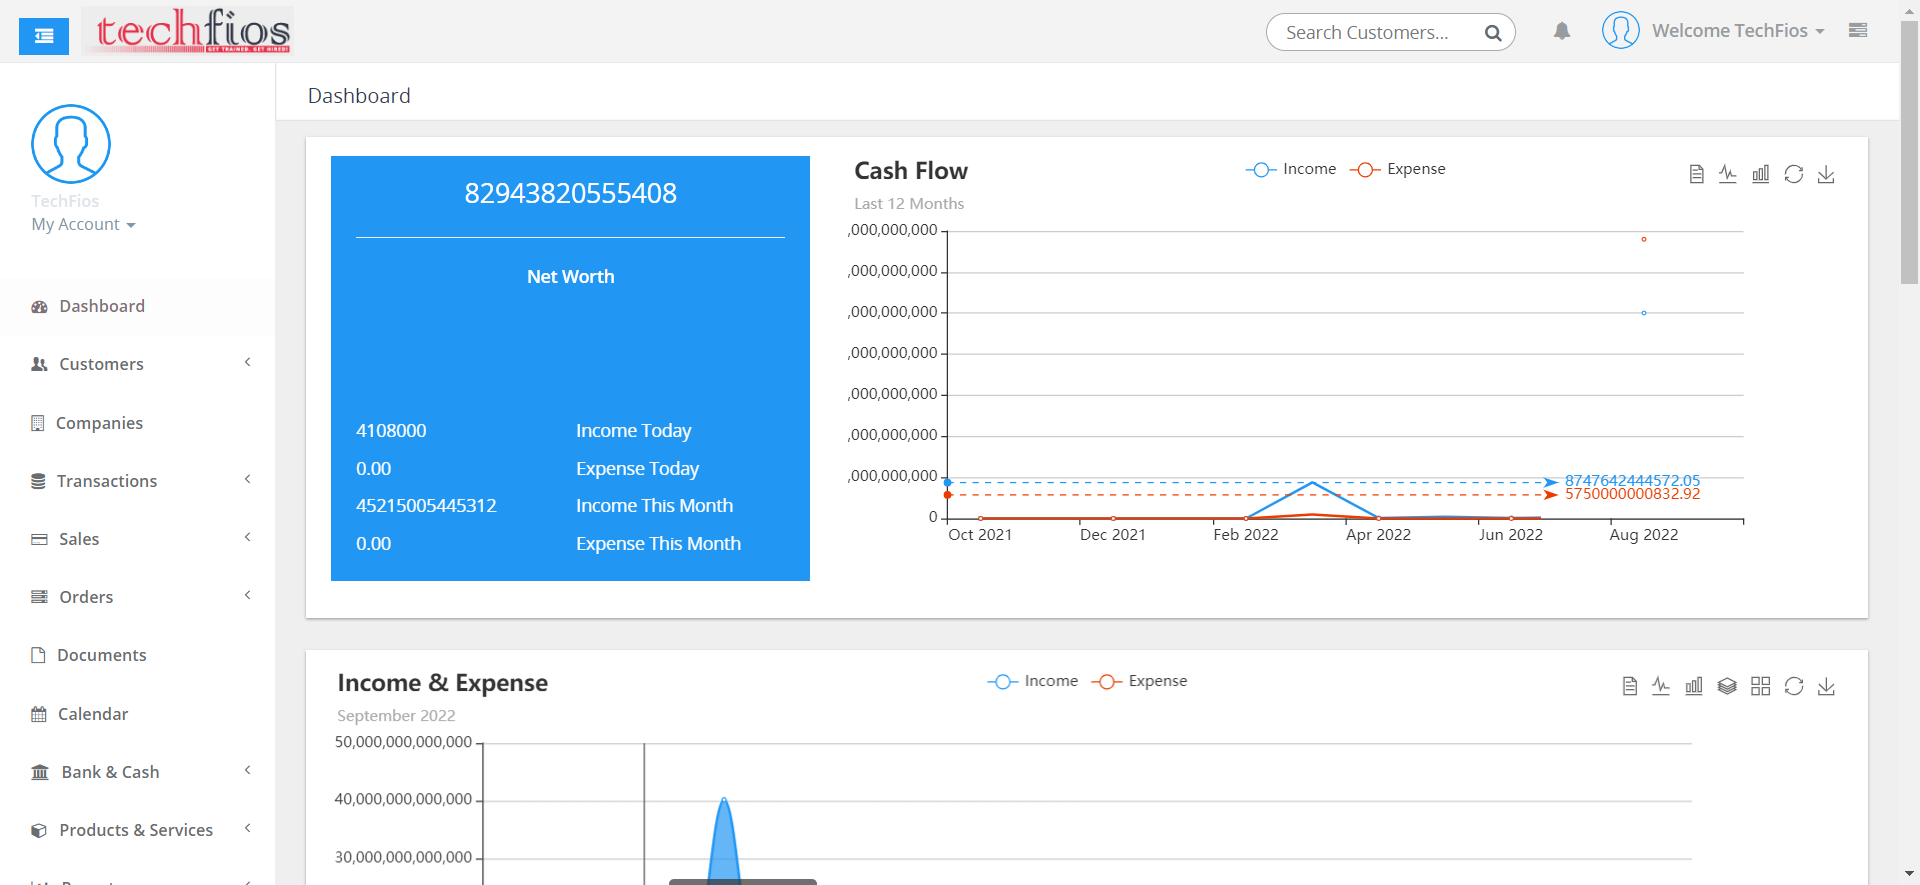 techfios
GET TRAINED. GET HIRED!
Search Customers...
Welcome TechFios
TechFios
My Account
Dashboard
Customers
Companies
Transactions
Sales
Orders
Documents
Calendar
Bank & Cash
Products & Services
Dashboard
82943820555408
Net Worth
4108000 Income Today
0.00 Expense Today
45215005445312 Income This Month
0.00 Expense This Month
Cash Flow
Last 12 Months
Income Expense
,000,000,000
,000,000,000
,000,000,000
,000,000,000
,000,000,000
,000,000,000
,000,000,000
0
8747642444572.05
5750000000832.92
Oct 2021 Dec 2021 Feb 2022 Apr 2022 Jun 2022 Aug 2022
Income & Expense
September 2022
Income Expense
50,000,000,000,000
40,000,000,000,000
30,000,000,000,000